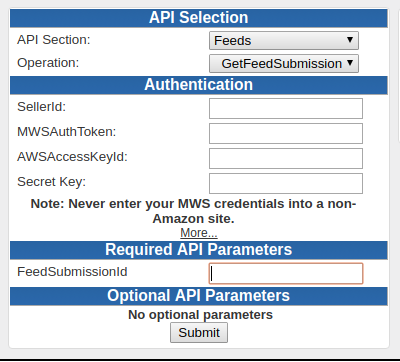 API Selection
API Section: Feeds
Operation: GetFeedSubmission
Authentication
SellerId:
MWSAuthToken:
AWSAccessKeyId:
Secret Key:
Note: Never enter your MWS credentials into a non-
Amazon site.
More...
Required API Parameters
FeedSubmissionId
Optional API Parameters
No optional parameters
Submit